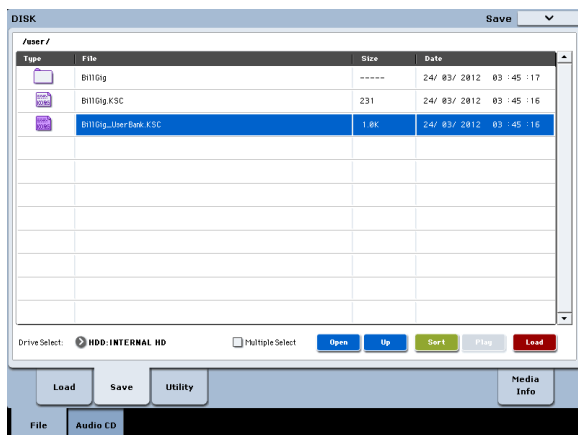 DISK Save
/user/
Type File Size Date
BillGig ----- 24/ 03/ 2012 03 :45 :17
BillGig.KSC 231 24/ 03/ 2012 03 :45 :16
BillGig_UserBank.KSC 1.0K 24/ 03/ 2012 03 :45 :16
Drive Select: HDD:INTERNAL HD Multiple Select Open Up Sort Plug Load
Load Save Utility Media Info
File Audio CD